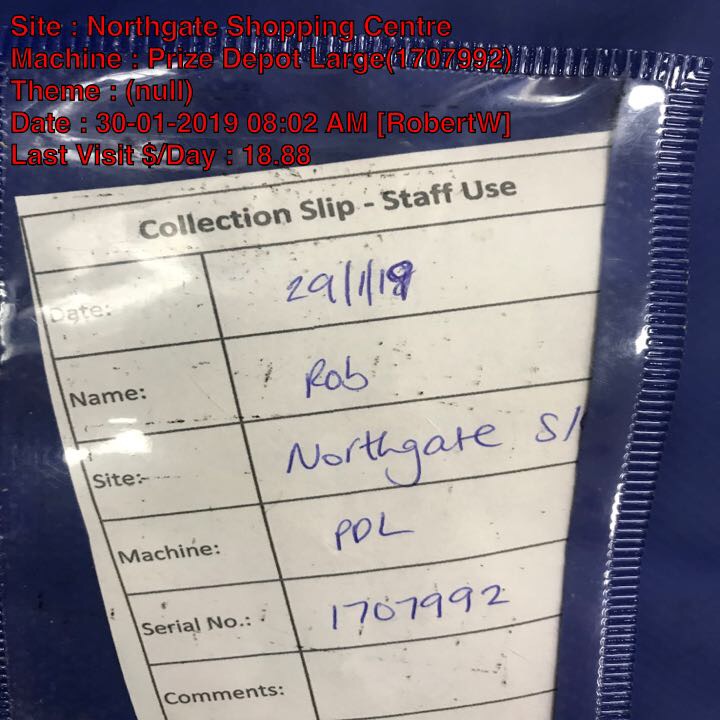 Site : Northgate Shopping Centre
Machine : Prize Depot Large(1707992)
Theme : (null)
Date : 30-01-2019 08:02 AM [RobertW]
Last Visit $/Day : 18.88
Collection Slip - Staff Use
Date: 29/1/19
Name: Rob
Site:- Northgate S/
Machine: PDL
Serial No.: 1707992
Comments: